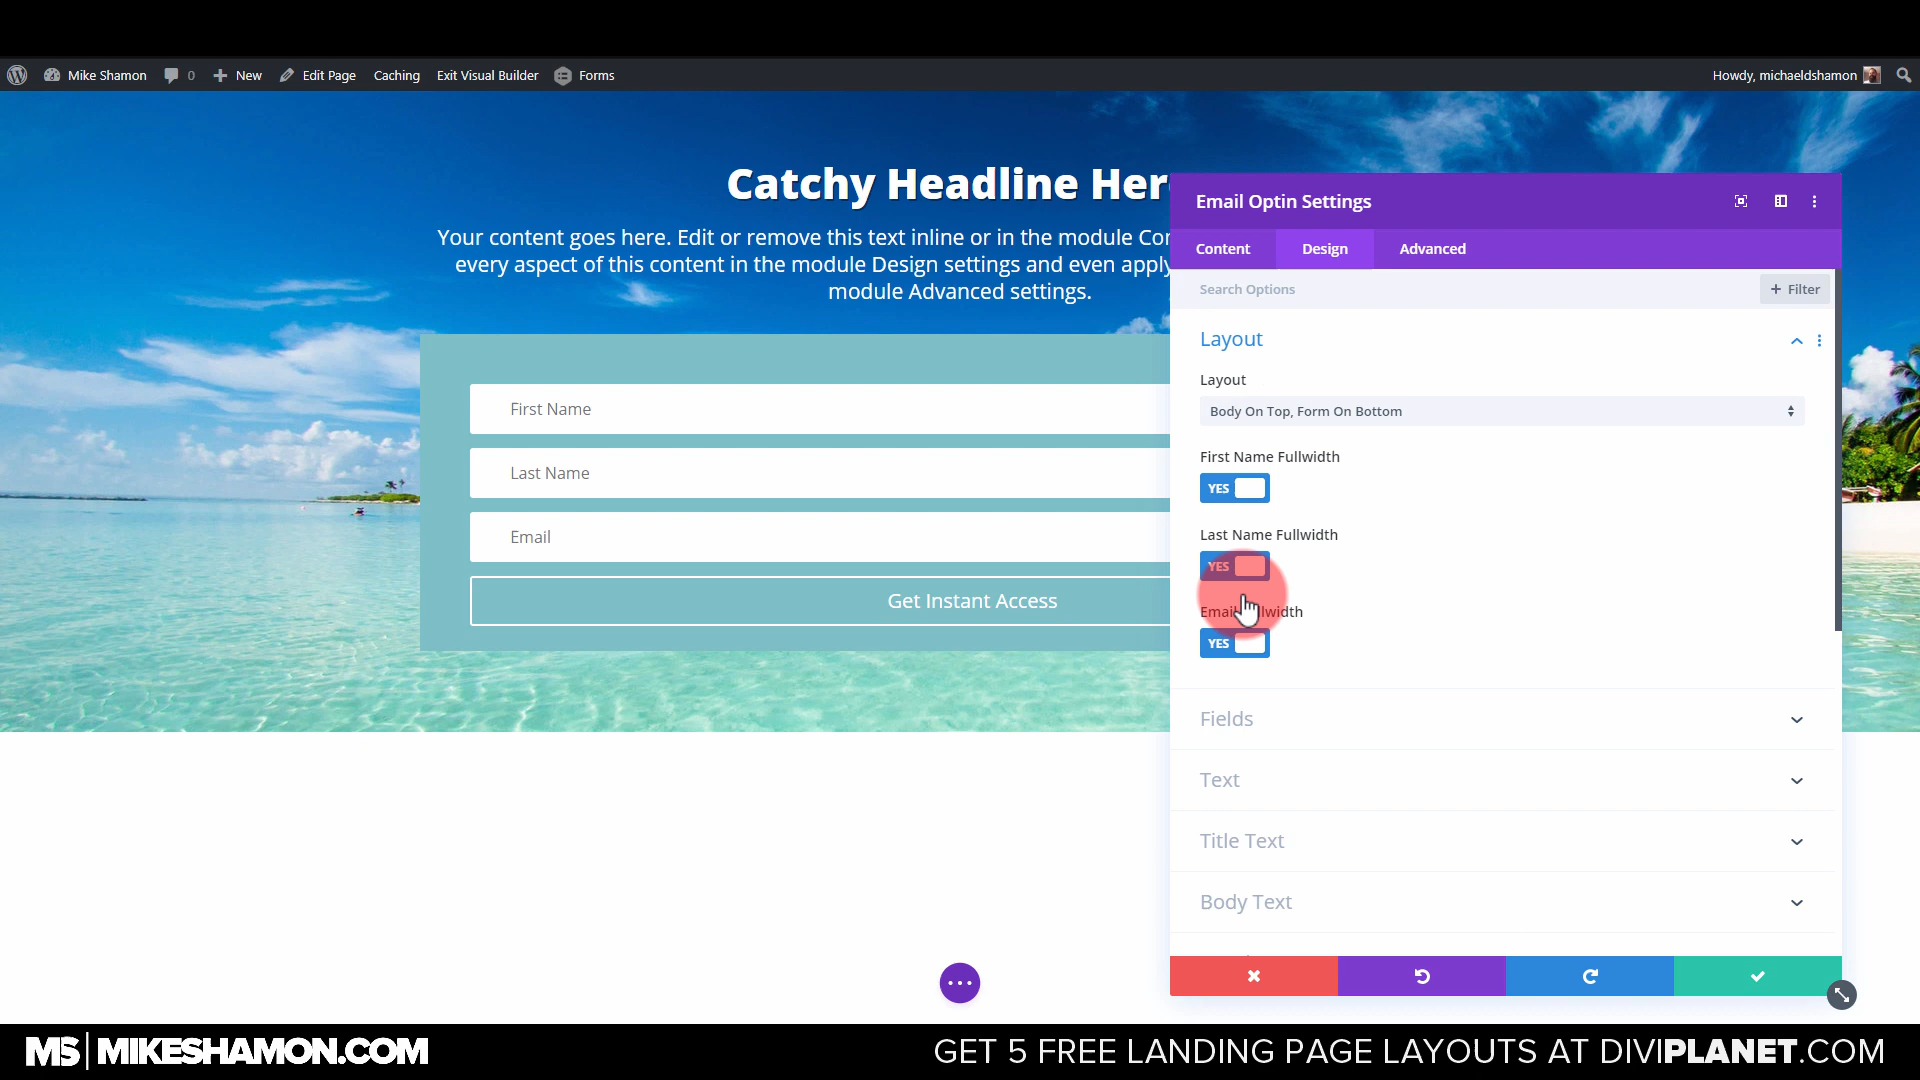 Mike Shamon 0 New Edit Page Caching Exit Visual Builder Forms Howdy, michaeldshamon
Catchy Headline Her
Your content goes here. Edit or remove this text inline or in the module Con
every aspect of this content in the module Design settings and even apply
module Advanced settings.
First Name
Last Name
Email
Get Instant Access
Email Optin Settings
Content Design Advanced
Search Options + Filter
Layout
Layout
Body On Top, Form On Bottom
First Name Fullwidth
YES
Last Name Fullwidth
YES
Email Fullwidth
YES
Fields
Text
Title Text
Body Text
MS MIKESHAMON.COM GET 5 FREE LANDING PAGE LAYOUTS AT DIVIPLANET.COM